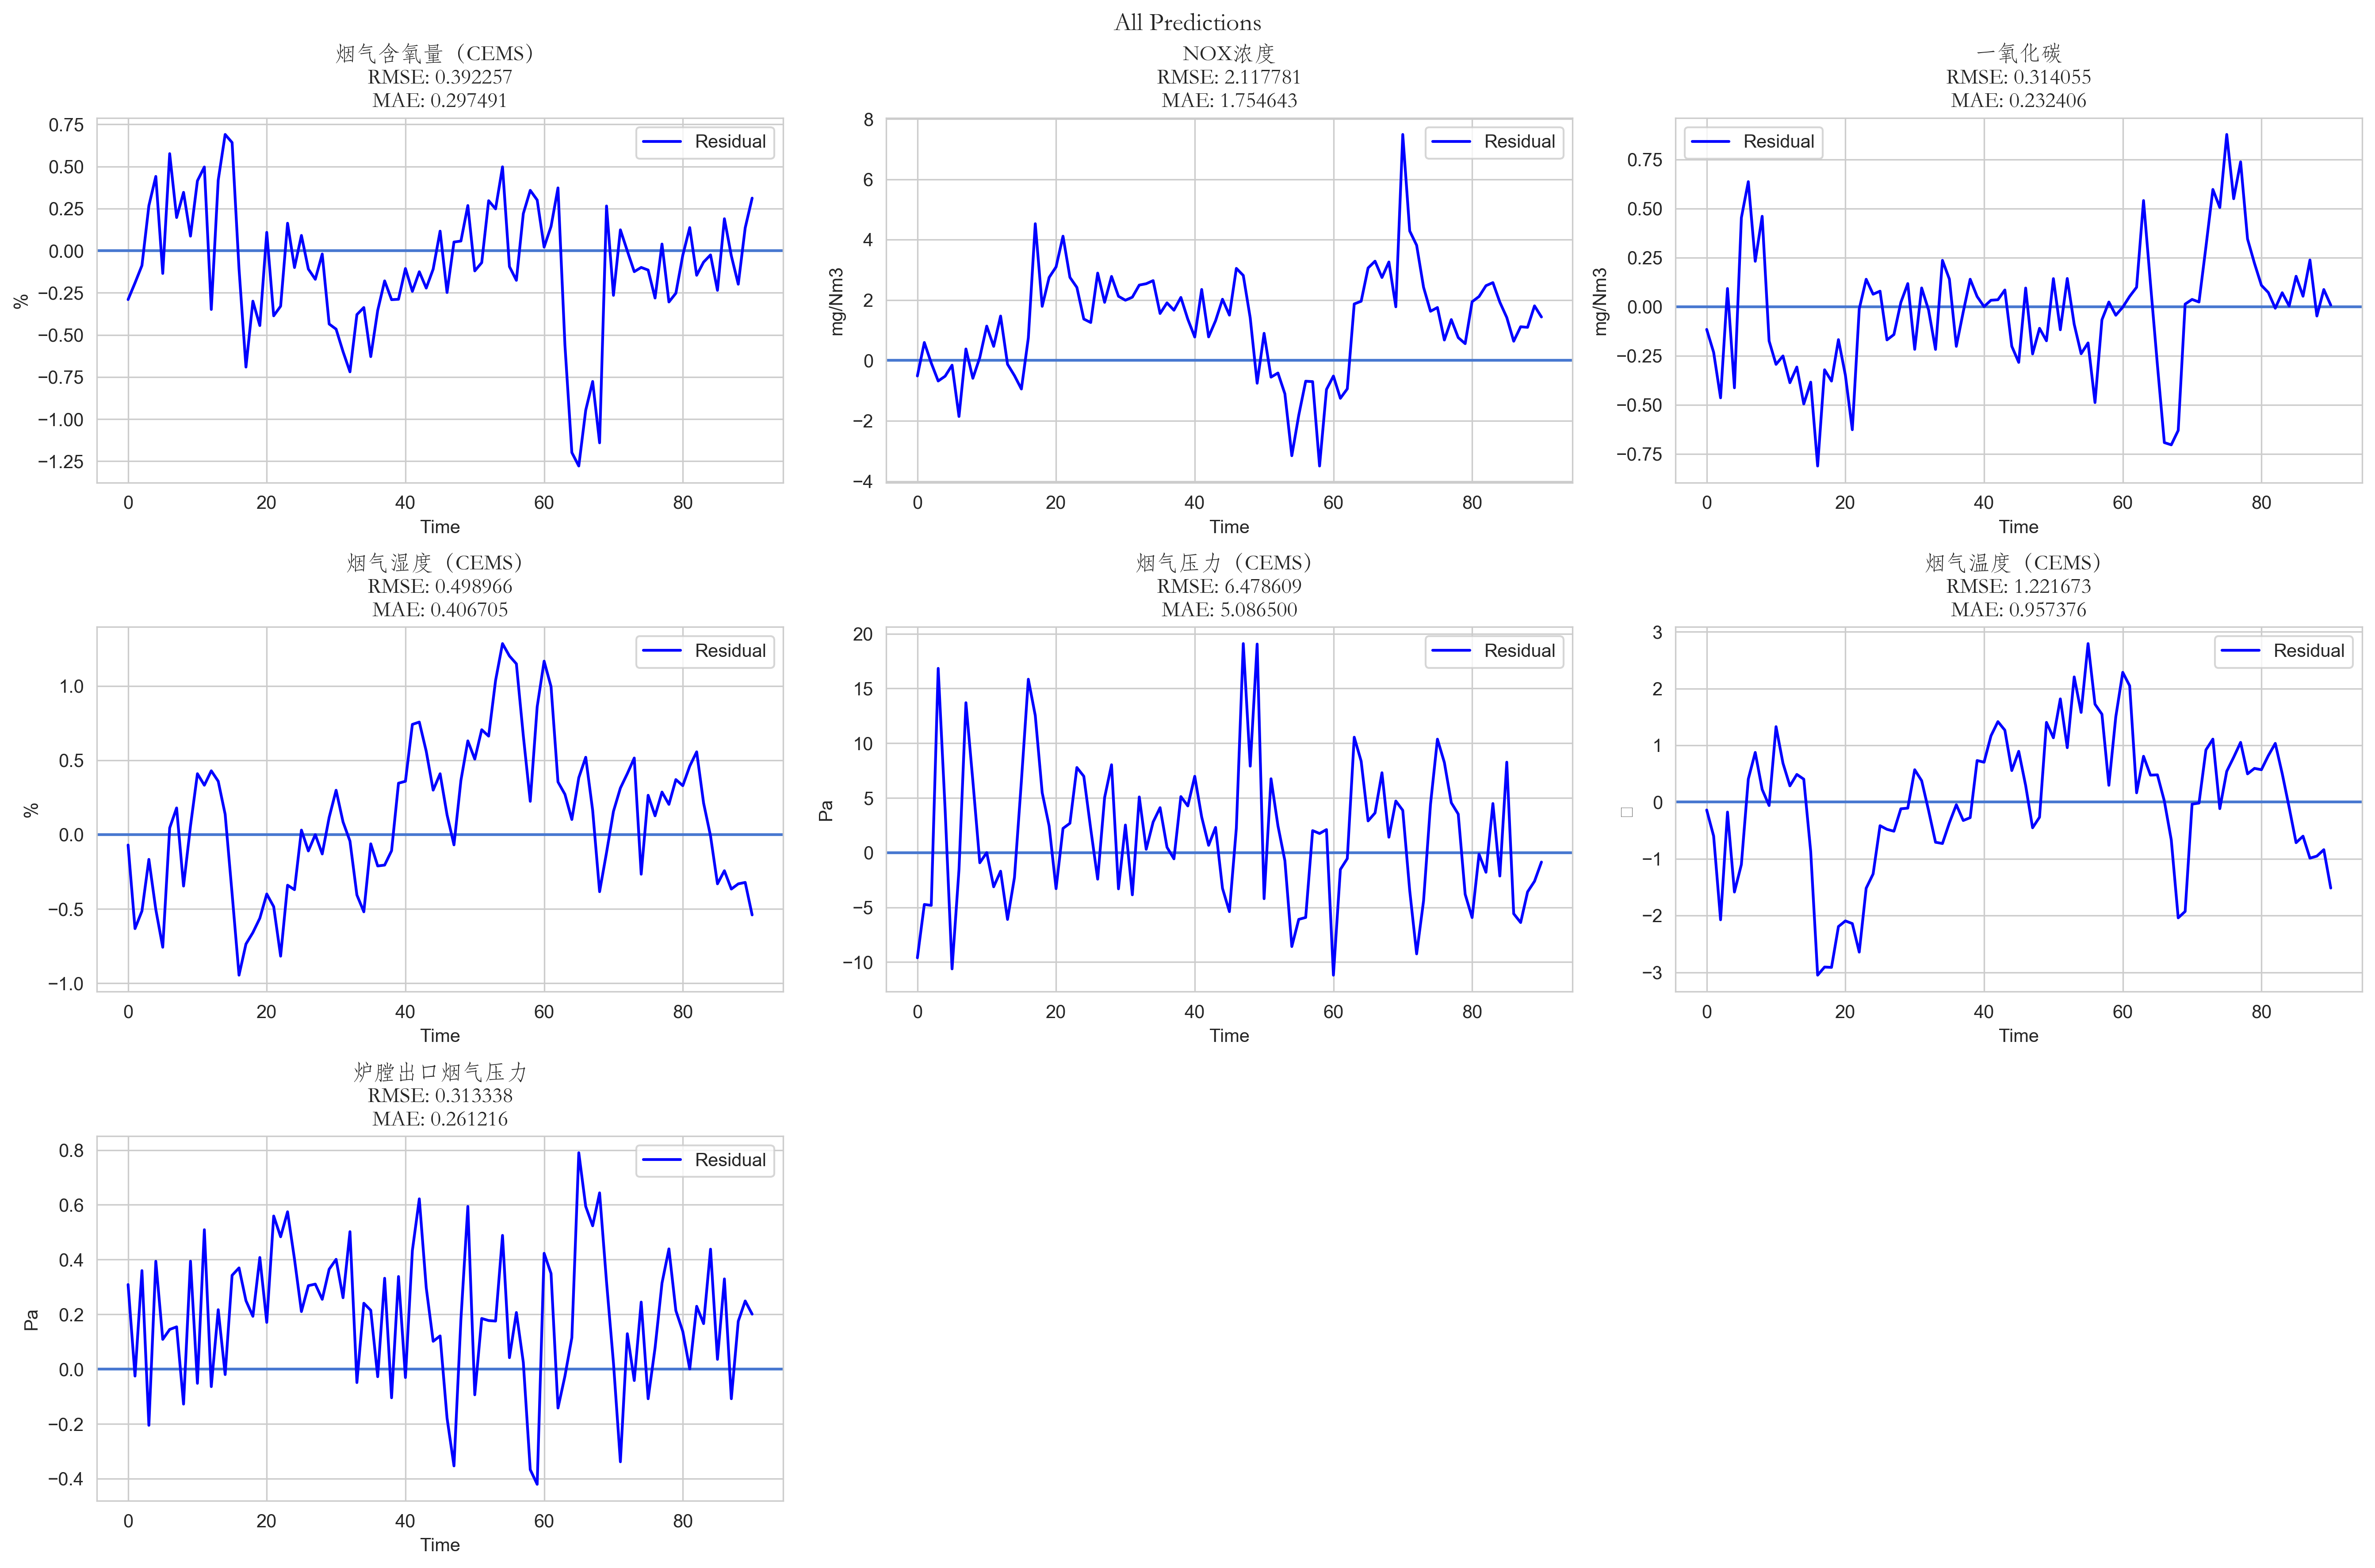 All Predictions
烟气含氧量（CEMS）
RMSE: 0.392257
MAE: 0.297491
0.75
0.50
0.25
0.00
−0.25
−0.50
−0.75
−1.00
−1.25
%
Residual
0 20 40 60 80
Time
NOX浓度
RMSE: 2.117781
MAE: 1.754643
8
6
4
2
0
−2
−4
mg/Nm3
Residual
0 20 40 60 80
Time
一氧化碳
RMSE: 0.314055
MAE: 0.232406
0.75
0.50
0.25
0.00
−0.25
−0.50
−0.75
mg/Nm3
Residual
0 20 40 60 80
Time
烟气湿度（CEMS）
RMSE: 0.498966
MAE: 0.406705
1.0
0.5
0.0
−0.5
−1.0
%
Residual
0 20 40 60 80
Time
烟气压力（CEMS）
RMSE: 6.478609
MAE: 5.086500
20
15
10
5
0
−5
−10
Pa
Residual
0 20 40 60 80
Time
烟气温度（CEMS）
RMSE: 1.221673
MAE: 0.957376
3
2
1
0
−1
−2
−3
Residual
0 20 40 60 80
Time
炉膛出口烟气压力
RMSE: 0.313338
MAE: 0.261216
0.8
0.6
0.4
0.2
0.0
−0.2
−0.4
Pa
Residual
0 20 40 60 80
Time